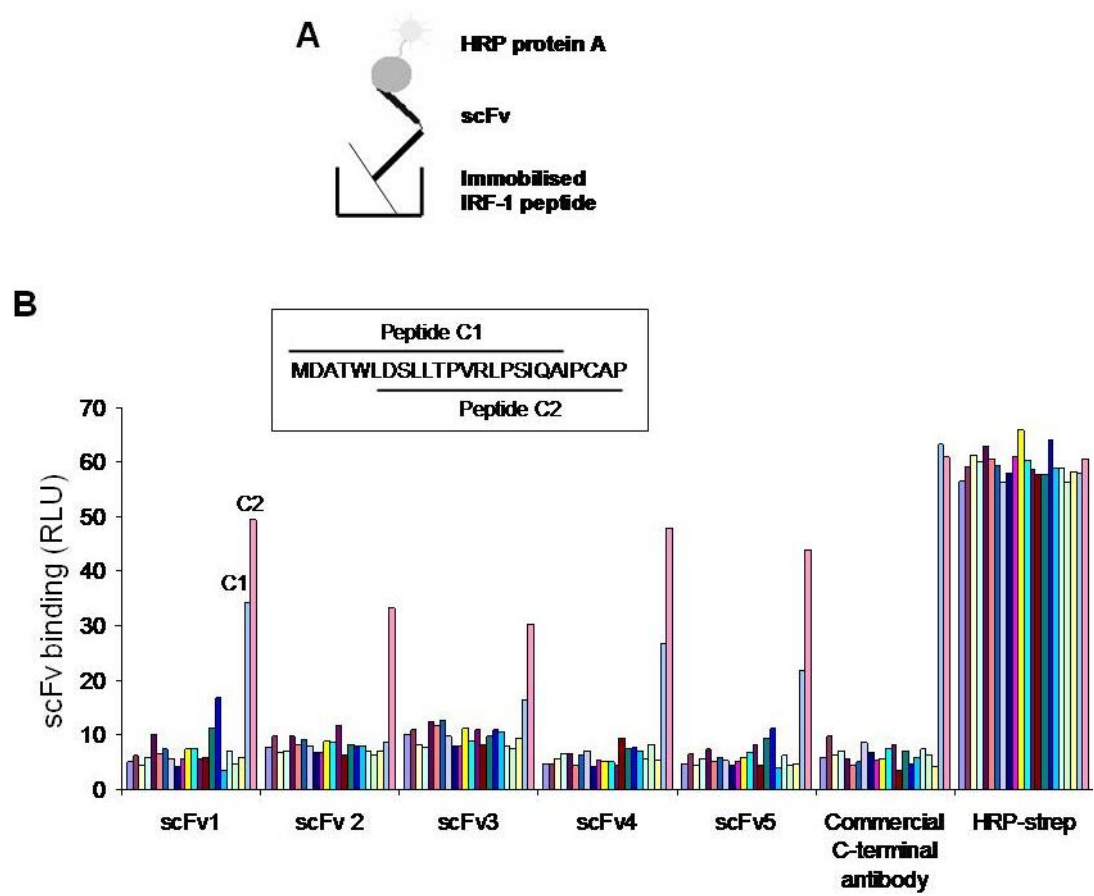 A
HRP protein A
scFv
Immobilised
IRF-1 peptide
B
Peptide C1
MDATWLDSLLTPVRLPSIQAIPCAP
Peptide C2
scFv binding (RLU)
70
60
50
40
30
20
10
0
C2
C1
scFv1
scFv 2
scFv3
scFv4
scFv5
Commercial
C-terminal
antibody
HRP-strep